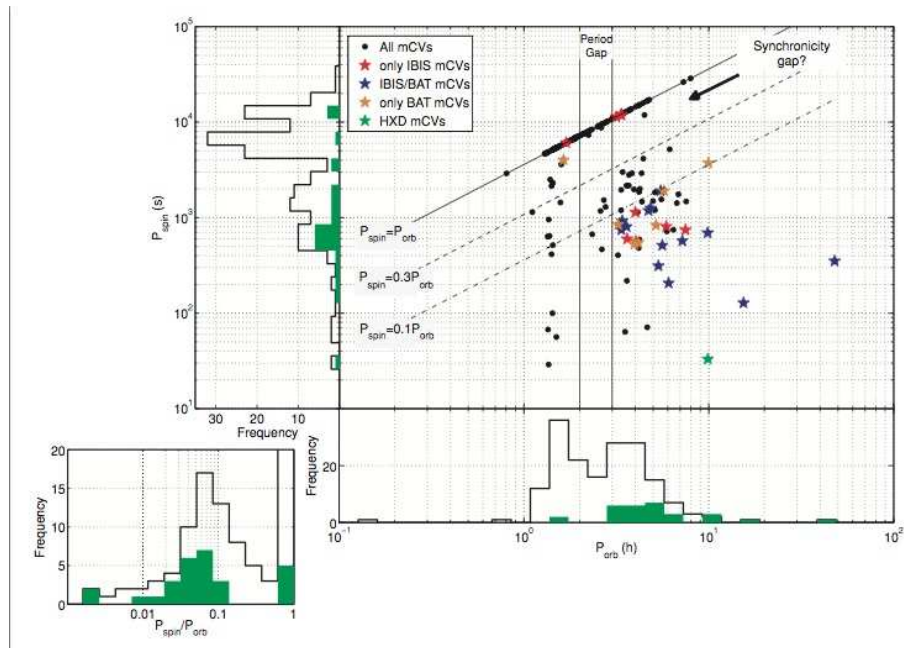 10^5
10^4
10^3
10^2
10^1
P_spin (s)
30 20 10
Frequency
All mCVs
only IBIS mCVs
IBIS/BAT mCVs
only BAT mCVs
HXD mCVs
Period
Gap
Synchronicity
gap?
P_spin=P_orb
P_spin=0.3P_orb
P_spin=0.1P_orb
20
15
10
5
0
Frequency
0.01 0.1 1
P_spin/P_orb
20
0
Frequency
10^-1 10^0 10^1 10^2
P_orb (h)